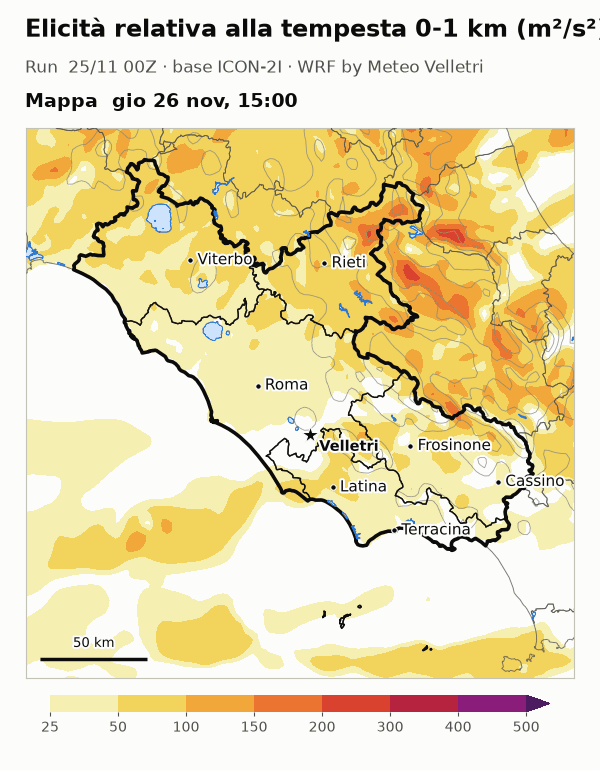 Elicità relativa alla tempesta 0-1 km (m²/s²)
Run 25/11 00Z · base ICON-2I · WRF by Meteo Velletri
Mappa gio 26 nov, 15:00
Viterbo
Rieti
Roma
Velletri
Frosinone
Latina
Cassino
Terracina
50 km
25 50 100 150 200 300 400 500